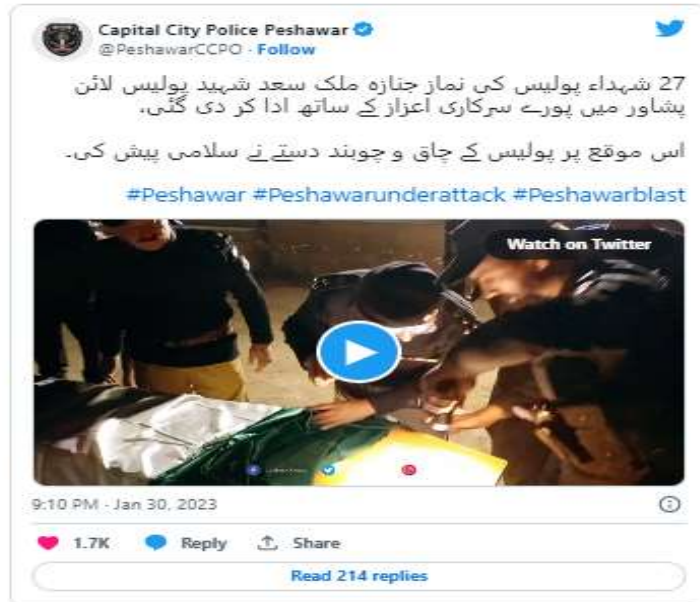 Capital City Police Peshawar
@PeshawarCCPO · Follow
27 شہداء پولیس کی نماز جنازہ ملک سعد شہید پولیس لائن
پشاور میں پورے سرکاری اعزاز کے ساتھ ادا کر دی گئی،
اس موقع پر پولیس کے چاق و چوبند دستے نے سلامی پیش کی۔
#Peshawar #Peshawarunderattack #Peshawarblast
Watch on Twitter
9:10 PM · Jan 30, 2023
1.7K Reply Share
Read 214 replies